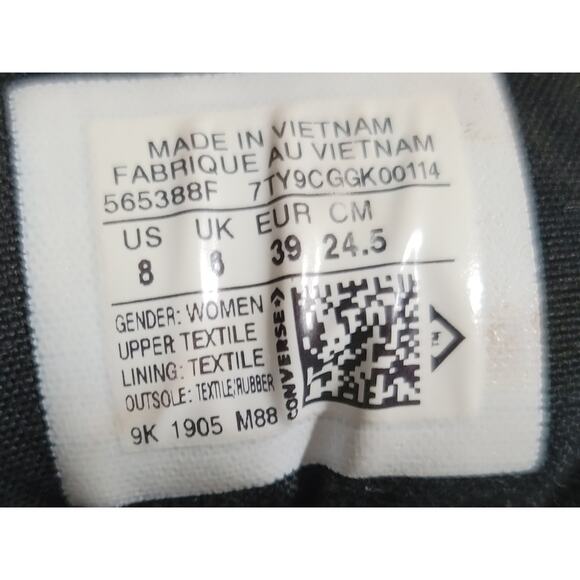 MADE IN VIETNAM
FABRIQUE AU VIETNAM
565388F 7TY9CGGK00114
US UK EUR CM
8 6 39 24.5
GENDER: WOMEN
UPPER: TEXTILE
LINING: TEXTILE
OUTSOLE: TEXTILE;RUBBER
9K 1905 M88
CONVERSE